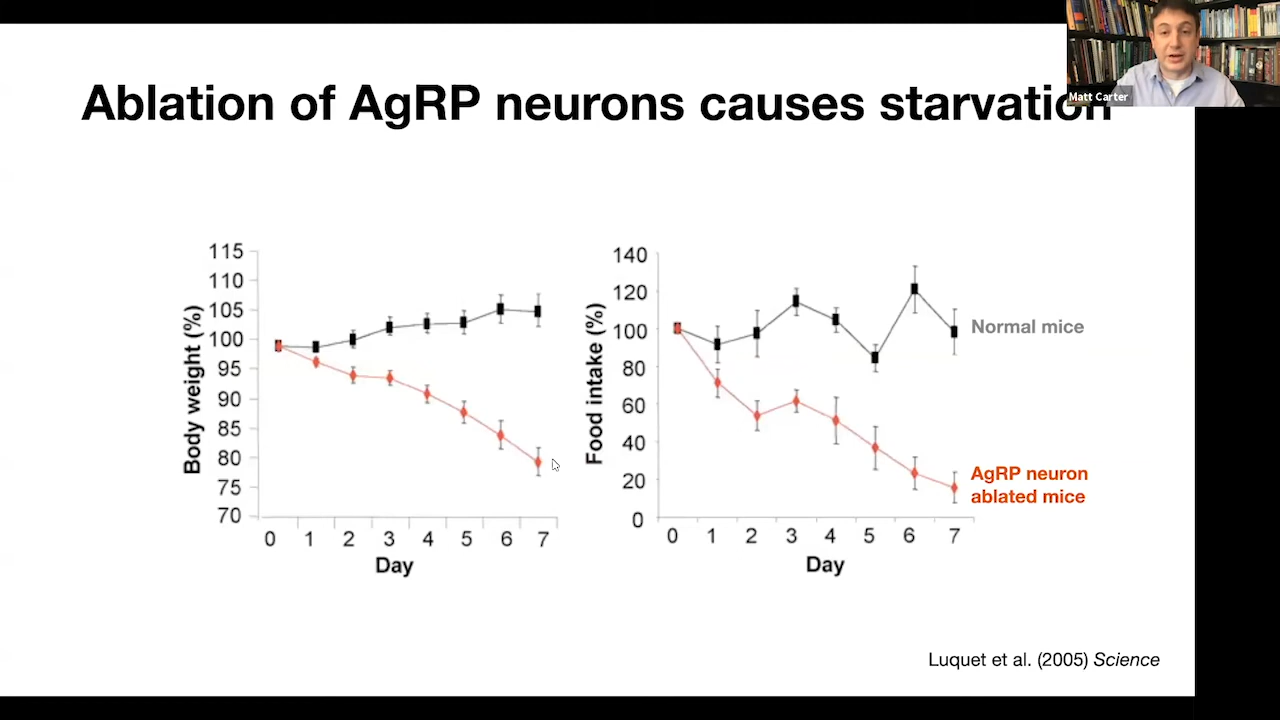 Matt Carter
Ablation of AgRP neurons causes starvation
115
110
105
100
95
90
85
80
75
70
Body weight (%)
0 1 2 3 4 5 6 7
Day
140
120
100
80
60
40
20
0
Food intake (%)
0 1 2 3 4 5 6 7
Day
Normal mice
AgRP neuron
ablated mice
Luquet et al. (2005) Science